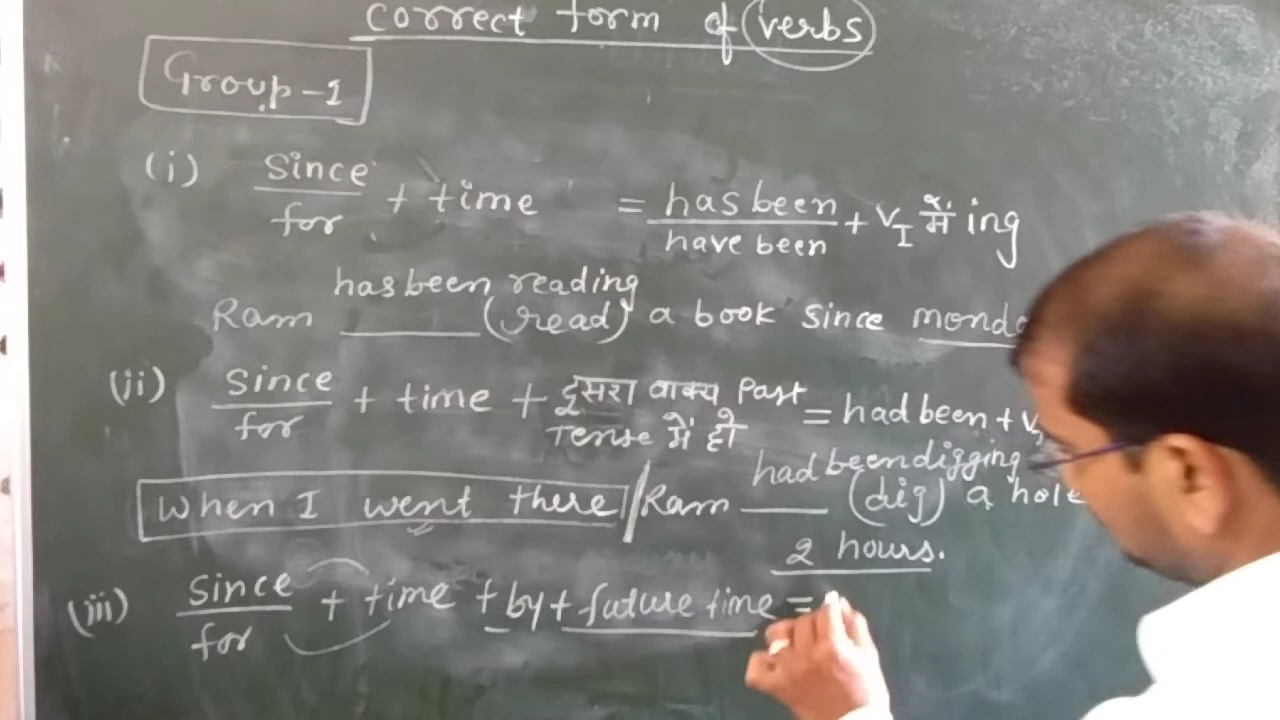 correct form of verbs
Group-1
(i) Since/for + time = has been/have been + V I में ing
has been reading
Ram ______ (read) a book since
(ii) Since/for + time + दुसरा वाक्य Past Tense में हो = had been +
had been digging
When I went there / Ram ______ (dig) a hole
2 hours.
(iii) Since/for + time + by + future time =